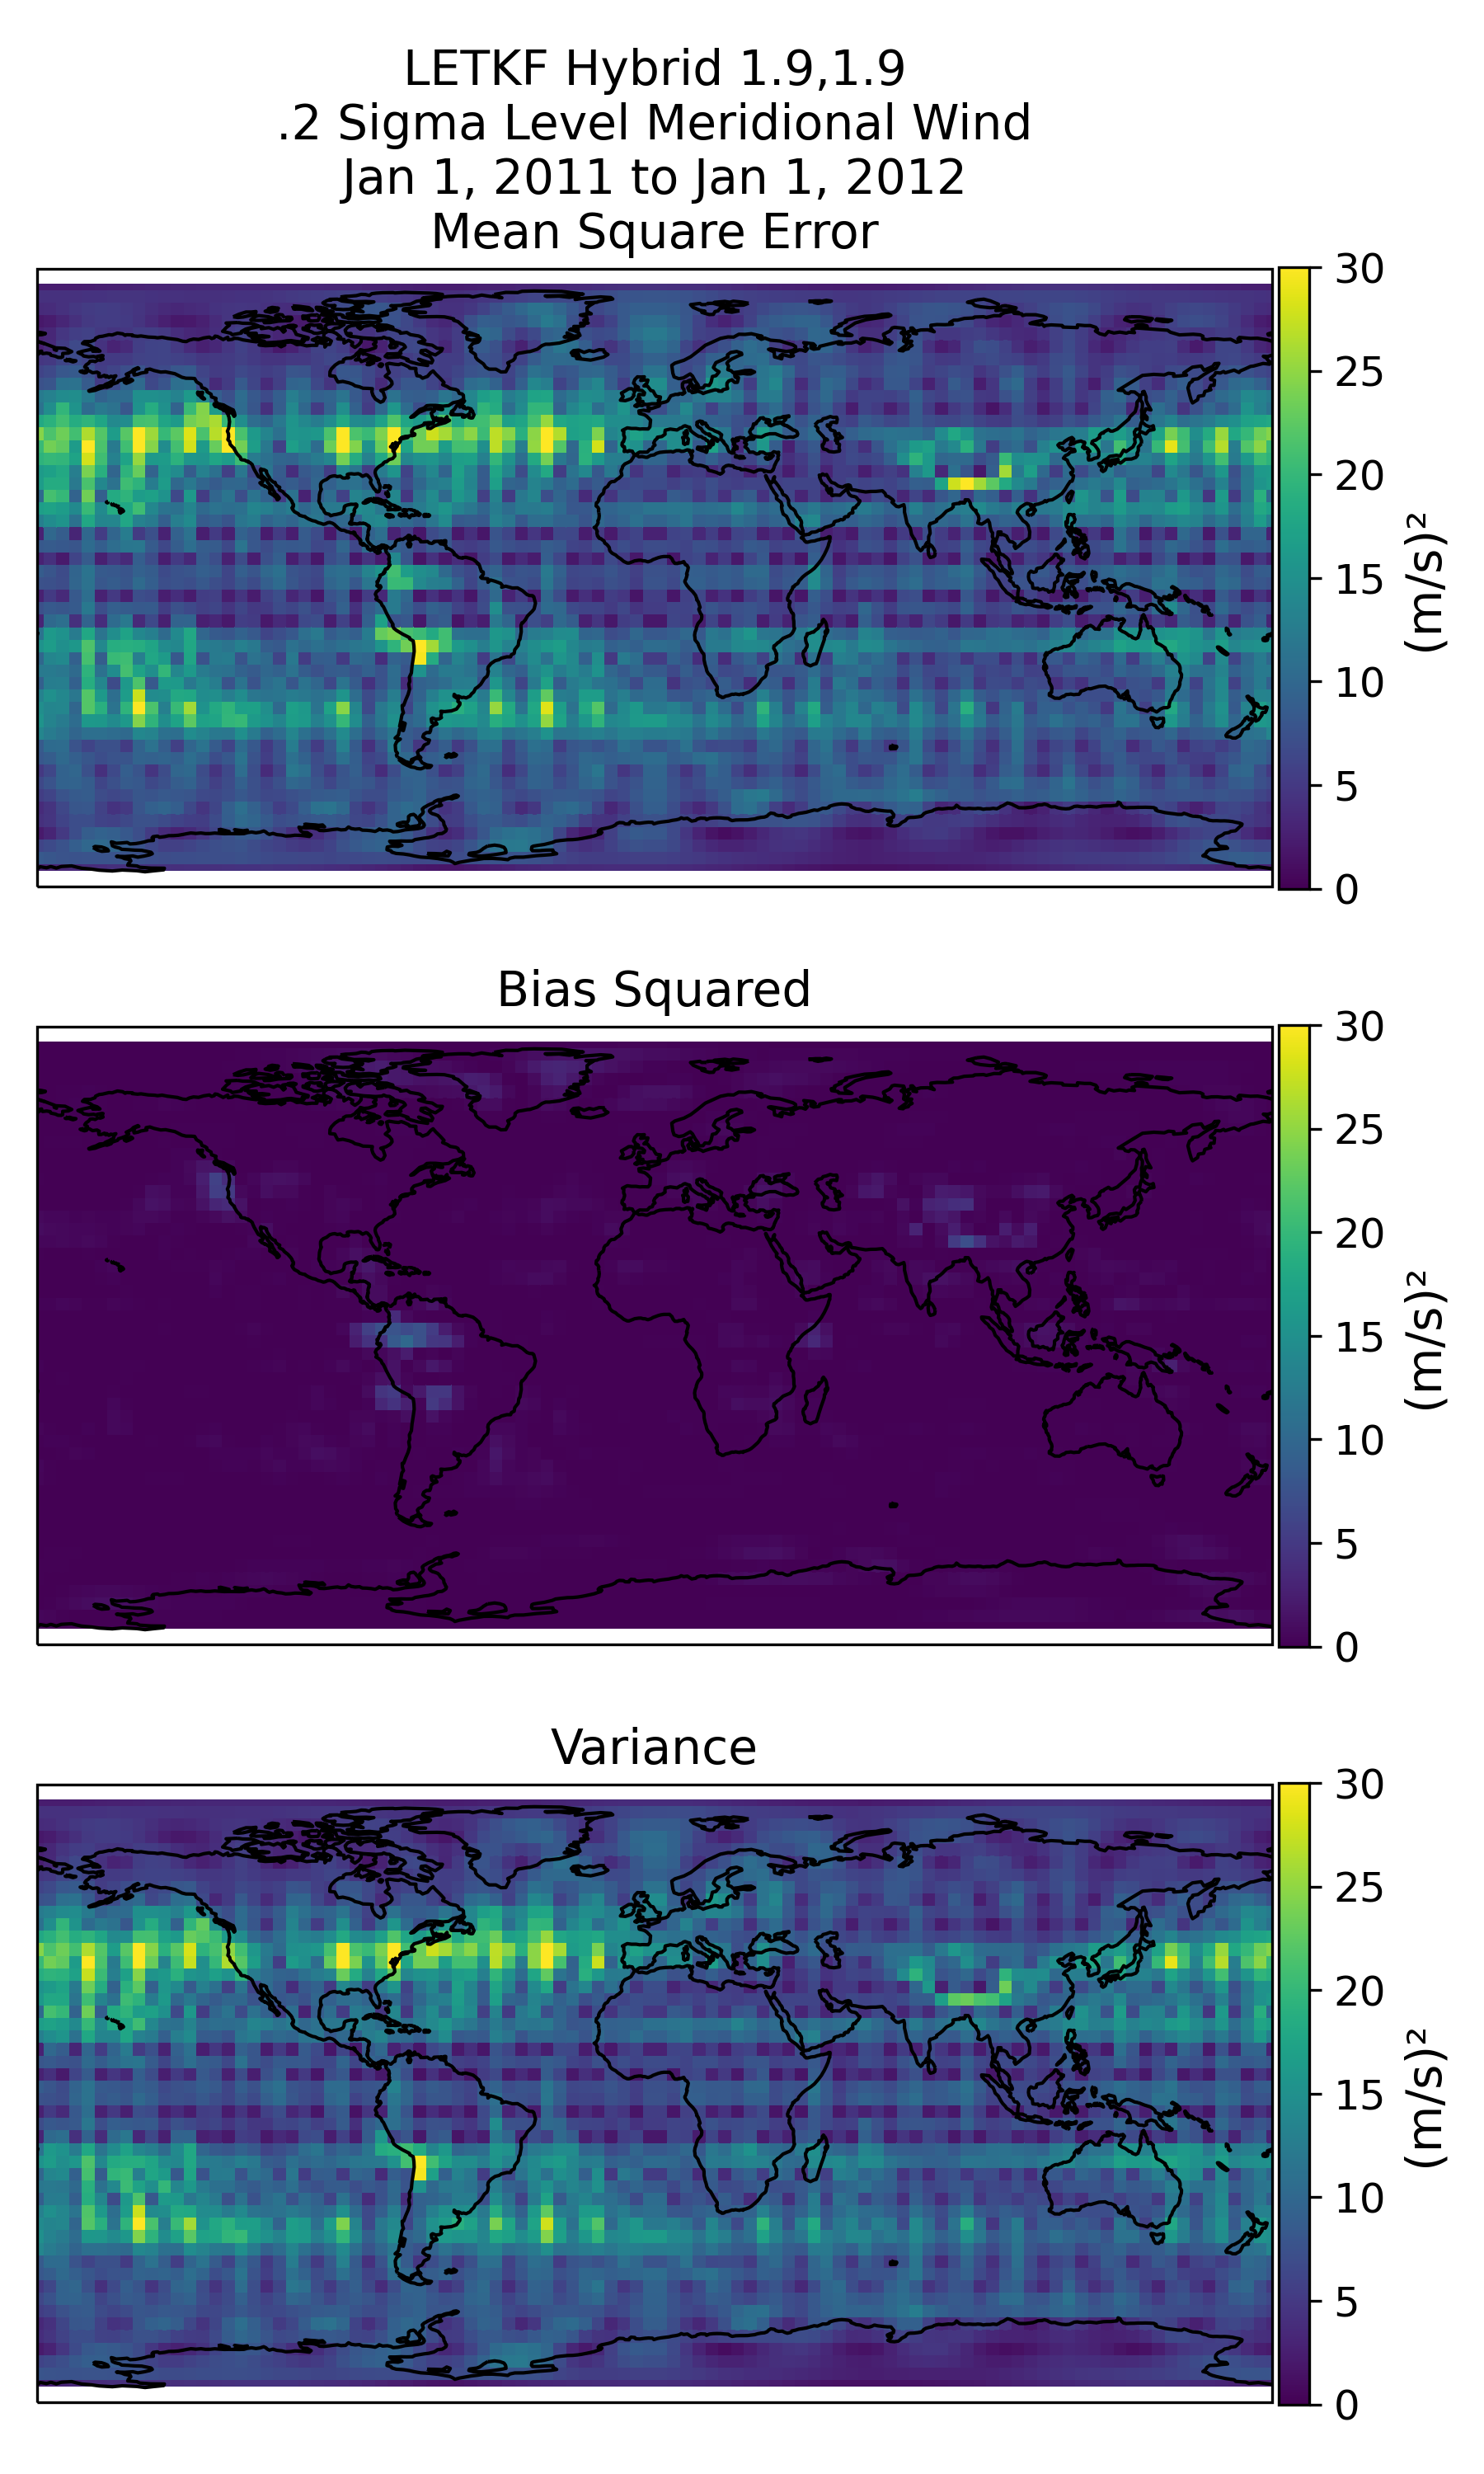 LETKF Hybrid 1.9,1.9
.2 Sigma Level Meridional Wind
Jan 1, 2011 to Jan 1, 2012
Mean Square Error
30
25
20
15
10
5
0
(m/s)²
Bias Squared
30
25
20
15
10
5
0
(m/s)²
Variance
30
25
20
15
10
5
0
(m/s)²